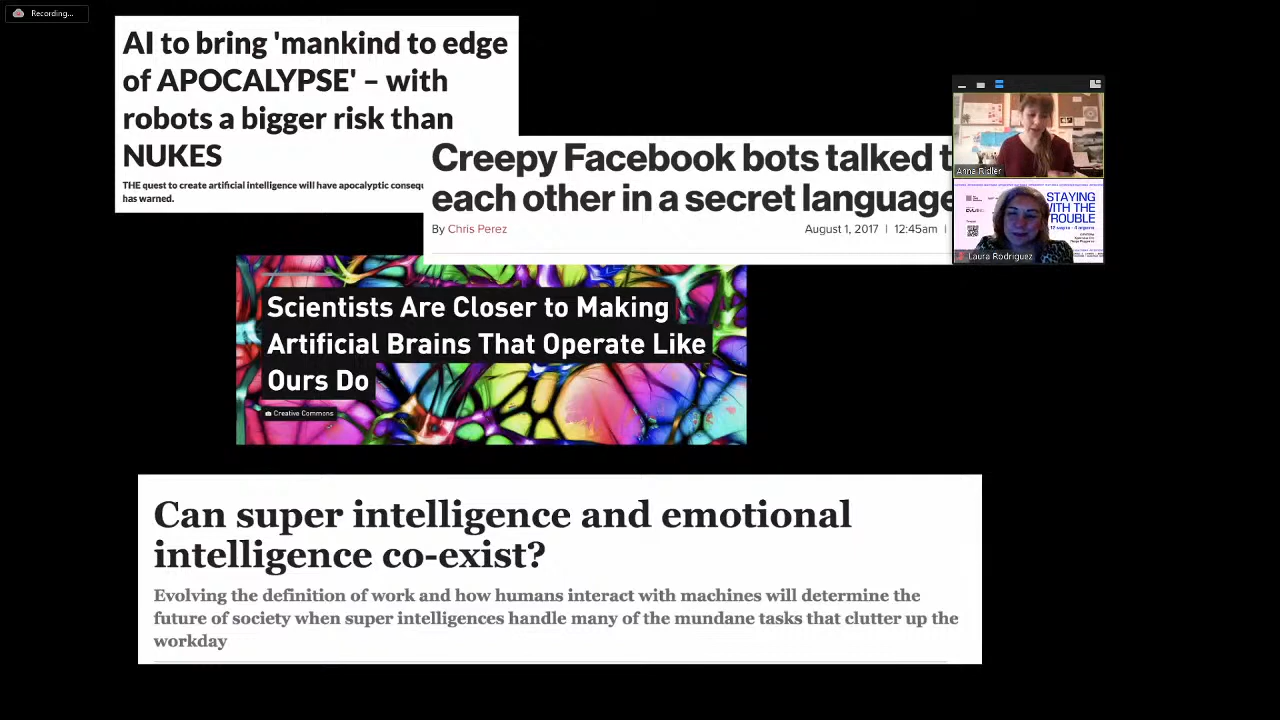 Recording...
AI to bring 'mankind to edge
of APOCALYPSE' – with
robots a bigger risk than
NUKES
THE quest to create artificial intelligence will have apocalyptic
has warned.
Creepy Facebook bots talked
each other in a secret language
By Chris Perez
August 1, 2017 | 12:45am |
Anna Ridler
STAYING
WITH THE
TROUBLE
Laura Rodriguez
Scientists Are Closer to Making
Artificial Brains That Operate Like
Ours Do
Creative Commons
Can super intelligence and emotional
intelligence co-exist?
Evolving the definition of work and how humans interact with machines will determine the
future of society when super intelligences handle many of the mundane tasks that clutter up the
workday